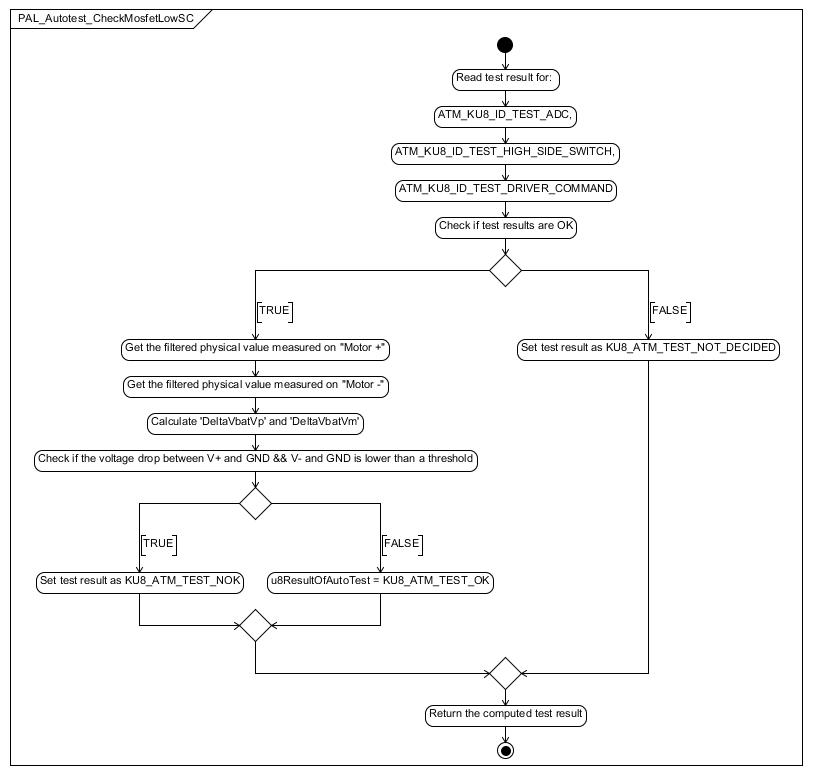 PAL_Autotest_CheckMosfetLowSC
Read test result for:
ATM_KU8_ID_TEST_ADC,
ATM_KU8_ID_TEST_HIGH_SIDE_SWITCH,
ATM_KU8_ID_TEST_DRIVER_COMMAND
Check if test results are OK
[TRUE]
[FALSE]
Get the filtered physical value measured on "Motor +"
Set test result as KU8_ATM_TEST_NOT_DECIDED
Get the filtered physical value measured on "Motor -"
Calculate 'DeltaVbatVp' and 'DeltaVbatVm'
Check if the voltage drop between V+ and GND && V- and GND is lower than a threshold
[TRUE]
[FALSE]
Set test result as KU8_ATM_TEST_NOK
u8ResultOfAutoTest = KU8_ATM_TEST_OK
Return the computed test result